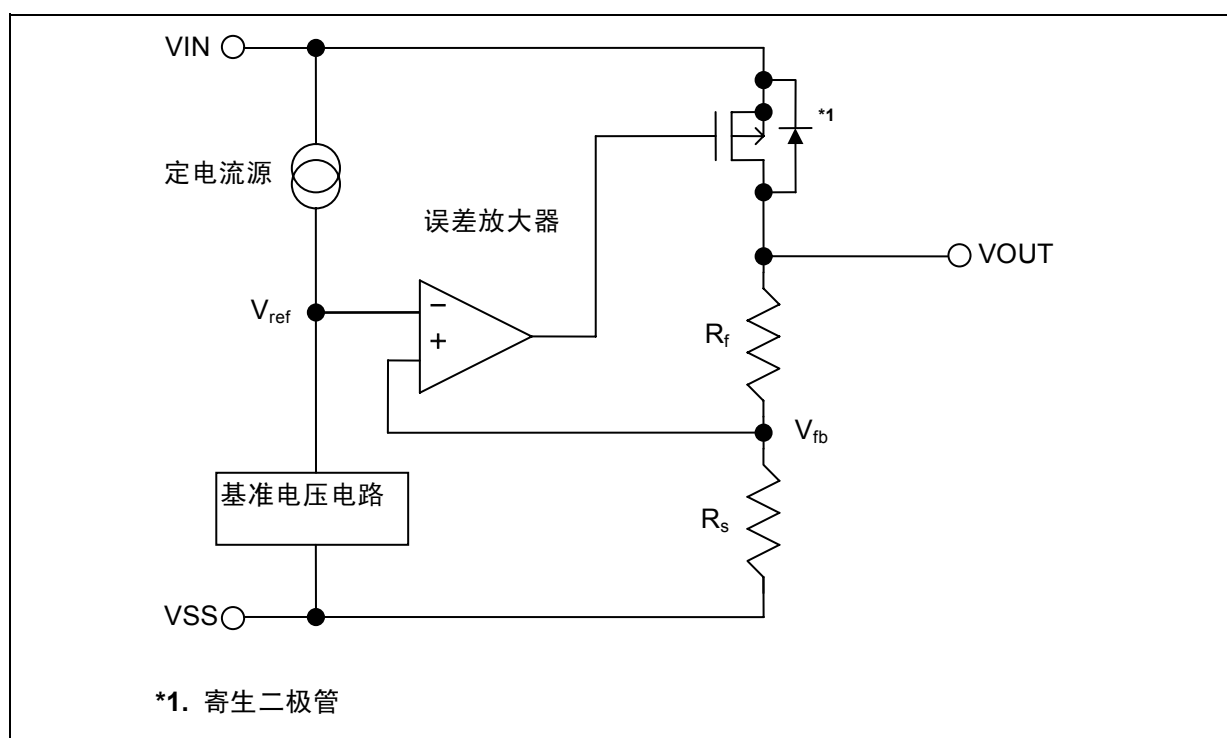 VIN
*1
定电流源
误差放大器
VOUT
Vref
−
+
Rf
Vfb
基准电压电路
Rs
VSS
*1. 寄生二极管